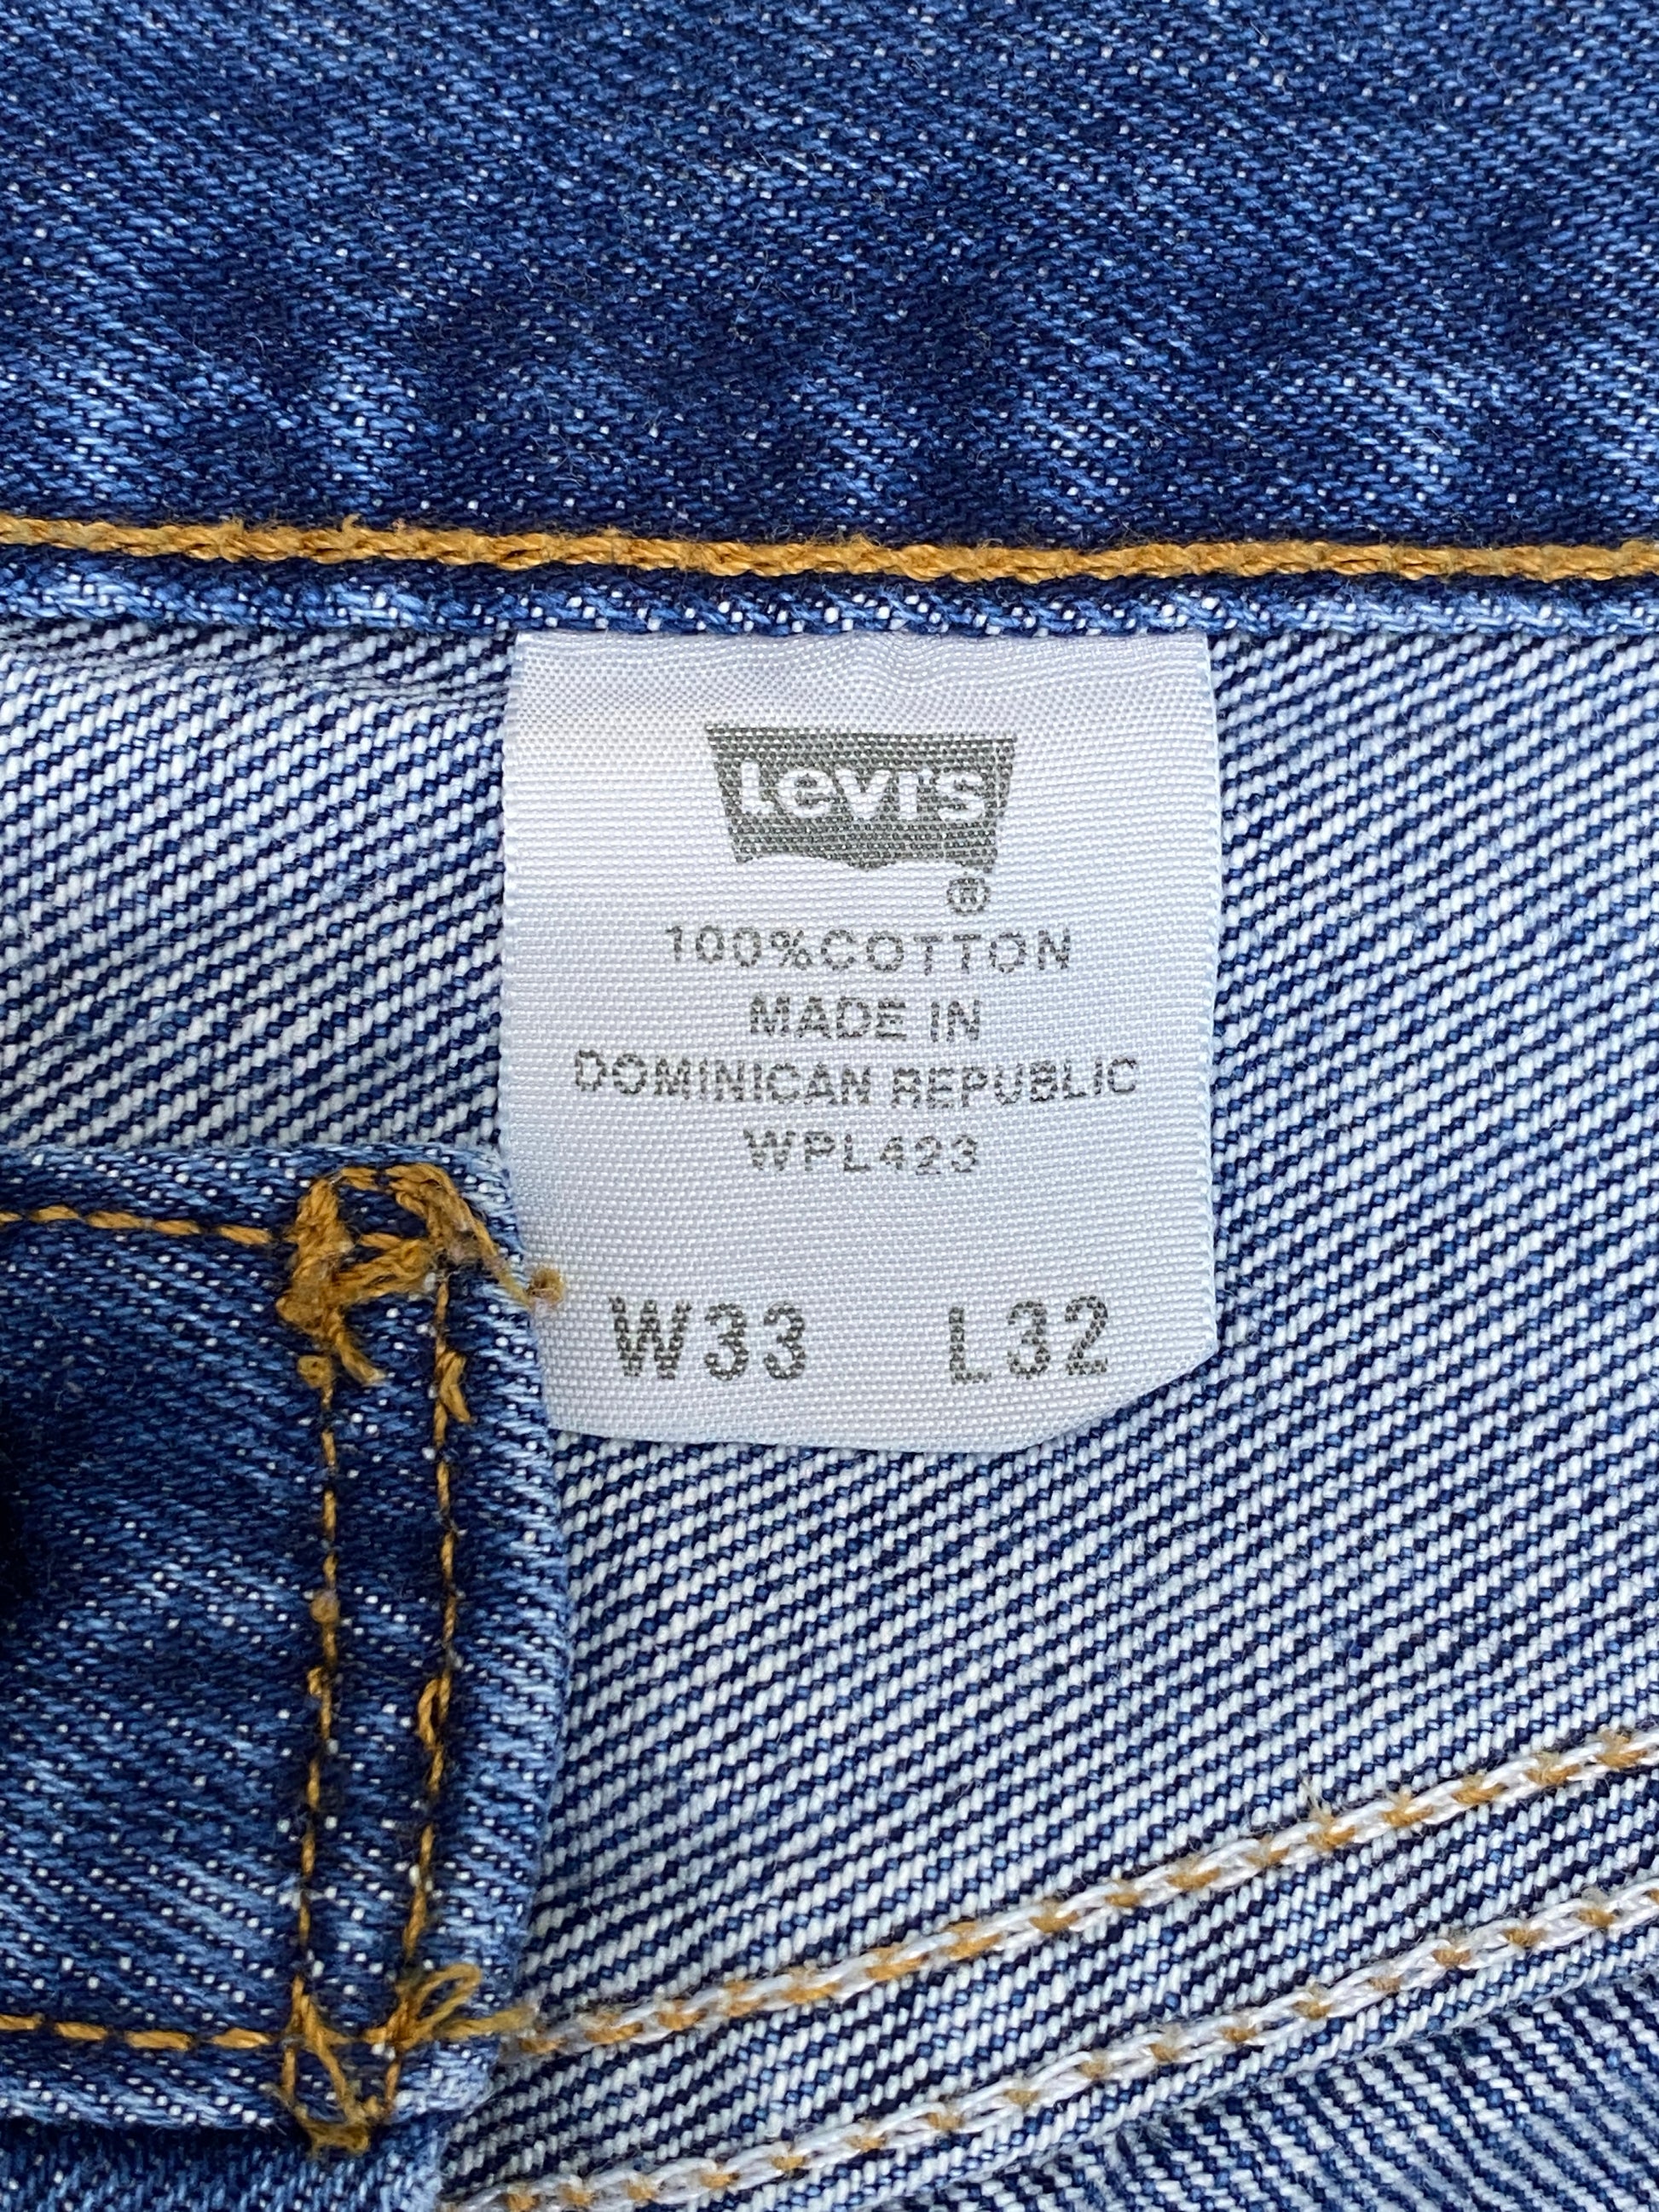 Levi's
®
100%COTTON
MADE IN
DOMINICAN REPUBLIC
WPL423
W33 L32